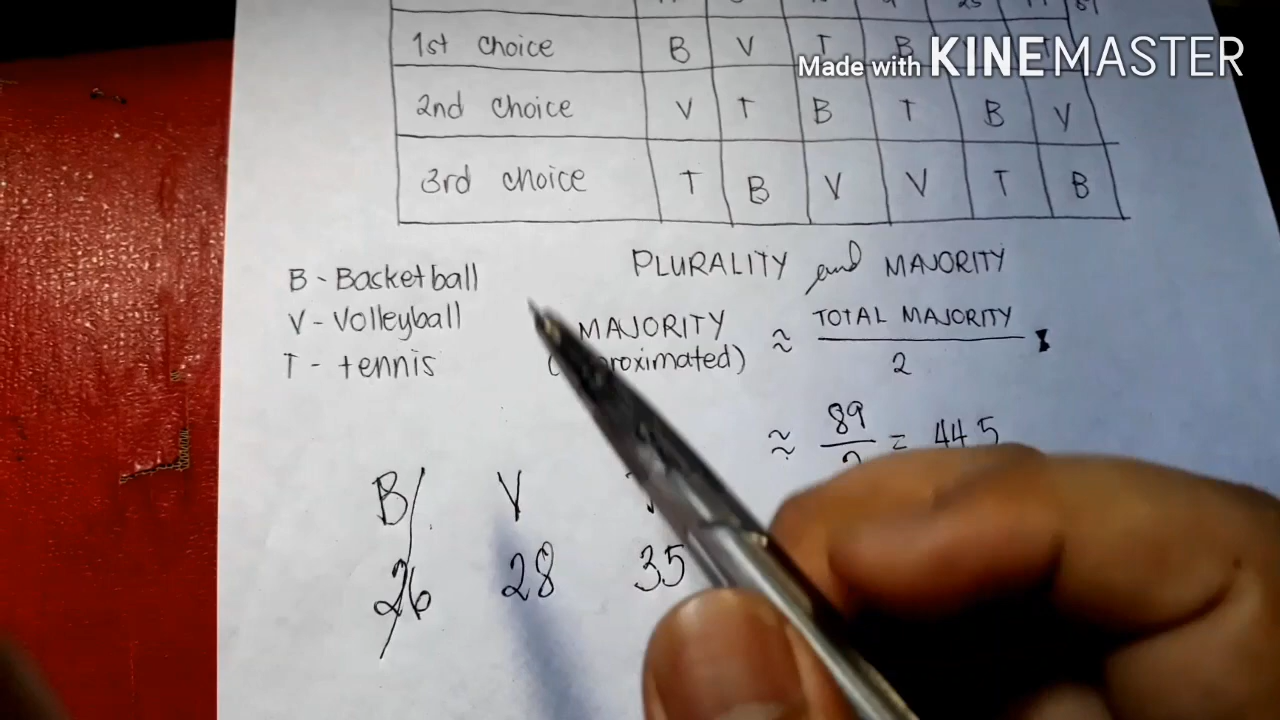 1st choice B V T B
Made with KINEMASTER
2nd choice V T B T B V
3rd choice T B V V T B
PLURALITY and MAJORITY
B - Basketball
V - Volleyball
T - tennis
MAJORITY ≈ TOTAL MAJORITY
2
≈ 89 = 44.5
B V
26 28 35